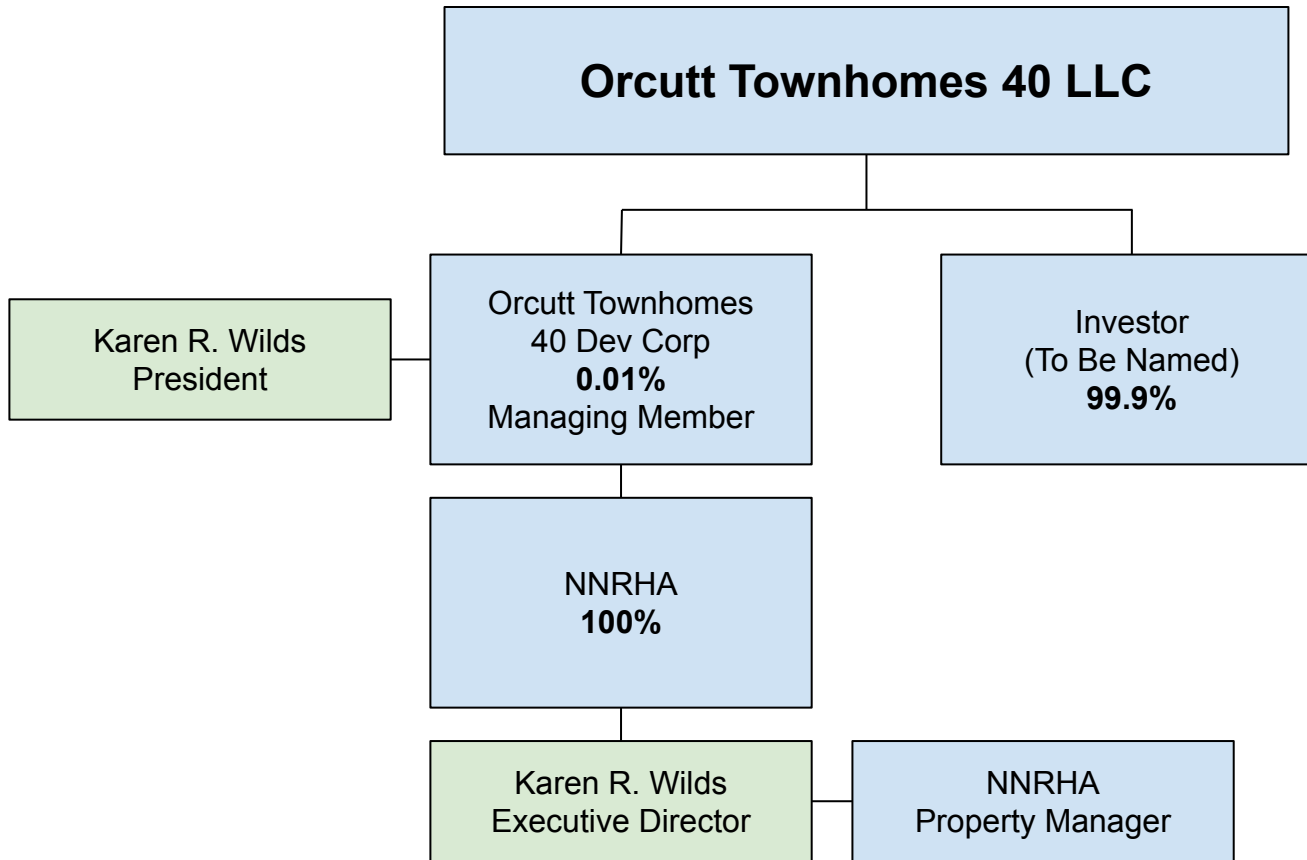 Orcutt Townhomes 40 LLC
Karen R. Wilds
President
Orcutt Townhomes
40 Dev Corp
0.01%
Managing Member
Investor
(To Be Named)
99.9%
NNRHA
100%
Karen R. Wilds
Executive Director
NNRHA
Property Manager